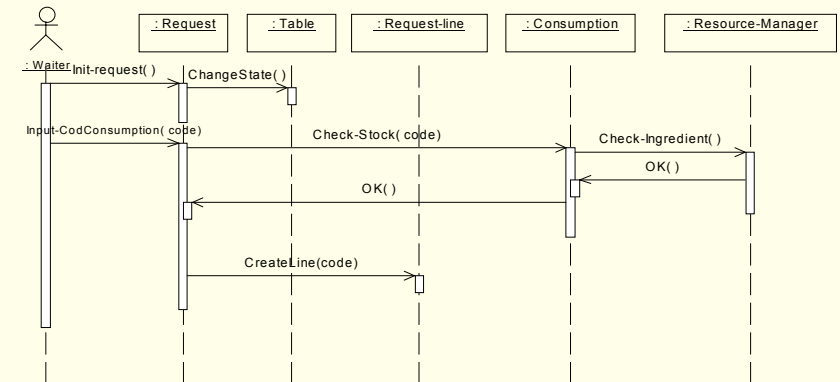 : Request
: Table
: Request-line
: Consumption
: Resource-Manager
: Waiter
Init-request( )
ChangeState( )
Input-CodConsumption( code)
Check-Stock( code)
Check-Ingredient( )
OK( )
OK( )
CreateLine(code)